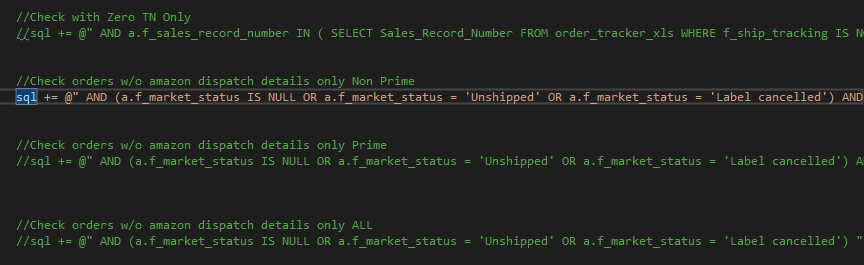 //Check with Zero TN Only
//sql += @" AND a.f_sales_record_number IN ( SELECT Sales_Record_Number FROM order_tracker_xls WHERE f_ship_tracking IS N
//Check orders w/o amazon dispatch details only Non Prime
sql += @" AND (a.f_market_status IS NULL OR a.f_market_status = 'Unshipped' OR a.f_market_status = 'Label cancelled') AND
//Check orders w/o amazon dispatch details only Prime
//sql += @" AND (a.f_market_status IS NULL OR a.f_market_status = 'Unshipped' OR a.f_market_status = 'Label cancelled') A
//Check orders w/o amazon dispatch details only ALL
//sql += @" AND (a.f_market_status IS NULL OR a.f_market_status = 'Unshipped' OR a.f_market_status = 'Label cancelled') "